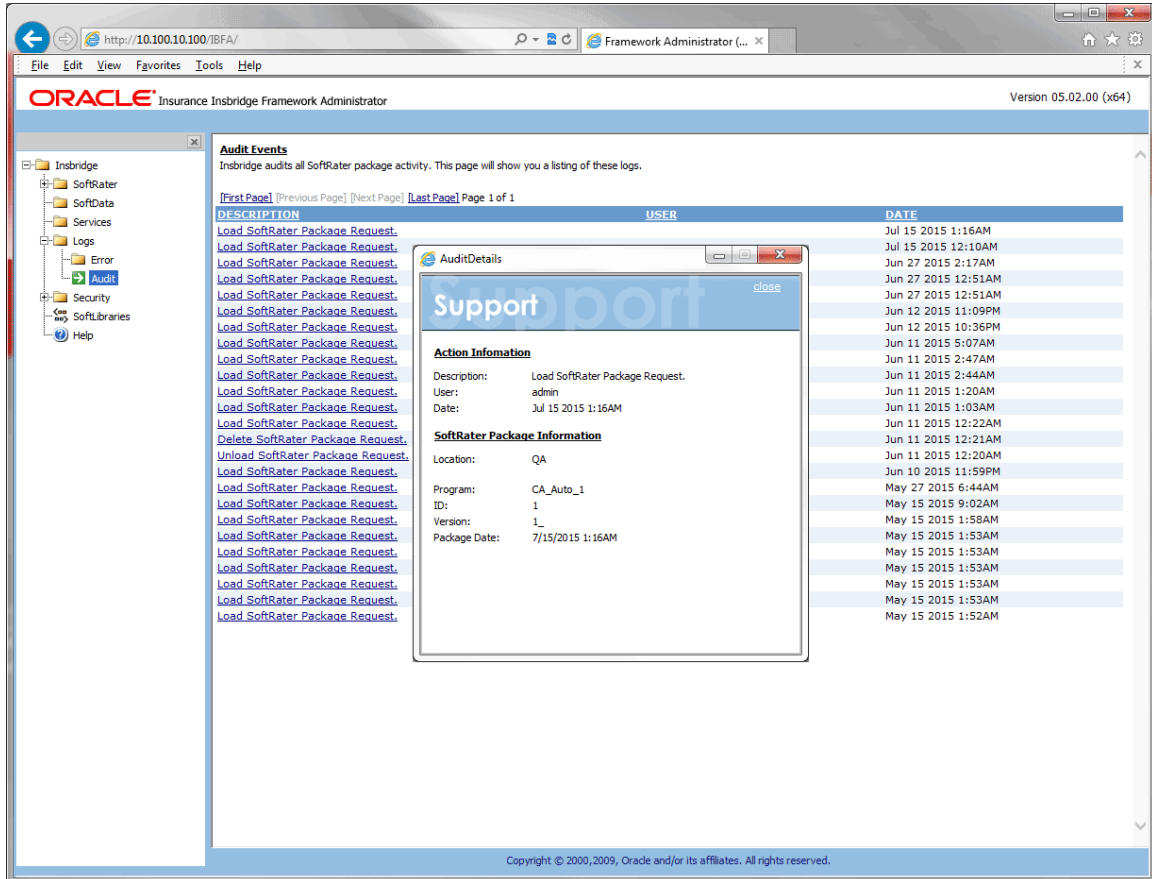 http://10.100.10.100/IBFA/
Framework Administrator (...
File Edit View Favorites Tools Help
ORACLE Insurance Insbridge Framework Administrator
Version 05.02.00 (x64)
Insbridge
SoftRater
SoftData
Services
Logs
Error
Audit
Security
SoftLibraries
Help
Audit Events
Insbridge audits all SoftRater package activity. This page will show you a listing of these logs.
[First Page] [Previous Page] [Next Page] [Last Page] Page 1 of 1
DESCRIPTION USER DATE
Load SoftRater Package Request. Jul 15 2015 1:16AM
Load SoftRater Package Request. Jul 15 2015 12:10AM
Load SoftRater Package Request. Jun 27 2015 2:17AM
Load SoftRater Package Request. Jun 27 2015 12:51AM
Load SoftRater Package Request. Jun 27 2015 12:51AM
Load SoftRater Package Request. Jun 12 2015 11:09PM
Load SoftRater Package Request. Jun 12 2015 10:36PM
Load SoftRater Package Request. Jun 11 2015 5:07AM
Load SoftRater Package Request. Jun 11 2015 2:47AM
Load SoftRater Package Request. Jun 11 2015 2:44AM
Load SoftRater Package Request. Jun 11 2015 1:20AM
Load SoftRater Package Request. Jun 11 2015 1:03AM
Load SoftRater Package Request. Jun 11 2015 12:22AM
Delete SoftRater Package Request. Jun 11 2015 12:21AM
Unload SoftRater Package Request. Jun 11 2015 12:20AM
Load SoftRater Package Request. Jun 10 2015 11:59PM
Load SoftRater Package Request. May 27 2015 6:44AM
Load SoftRater Package Request. May 15 2015 9:02AM
Load SoftRater Package Request. May 15 2015 1:58AM
Load SoftRater Package Request. May 15 2015 1:53AM
Load SoftRater Package Request. May 15 2015 1:53AM
Load SoftRater Package Request. May 15 2015 1:53AM
Load SoftRater Package Request. May 15 2015 1:53AM
Load SoftRater Package Request. May 15 2015 1:53AM
Load SoftRater Package Request. May 15 2015 1:52AM
AuditDetails
close
Support
Support
Action Infomation
Description: Load SoftRater Package Request.
User: admin
Date: Jul 15 2015 1:16AM
SoftRater Package Information
Location: QA
Program: CA_Auto_1
ID: 1
Version: 1_
Package Date: 7/15/2015 1:16AM
Copyright © 2000,2009, Oracle and/or its affiliates. All rights reserved.